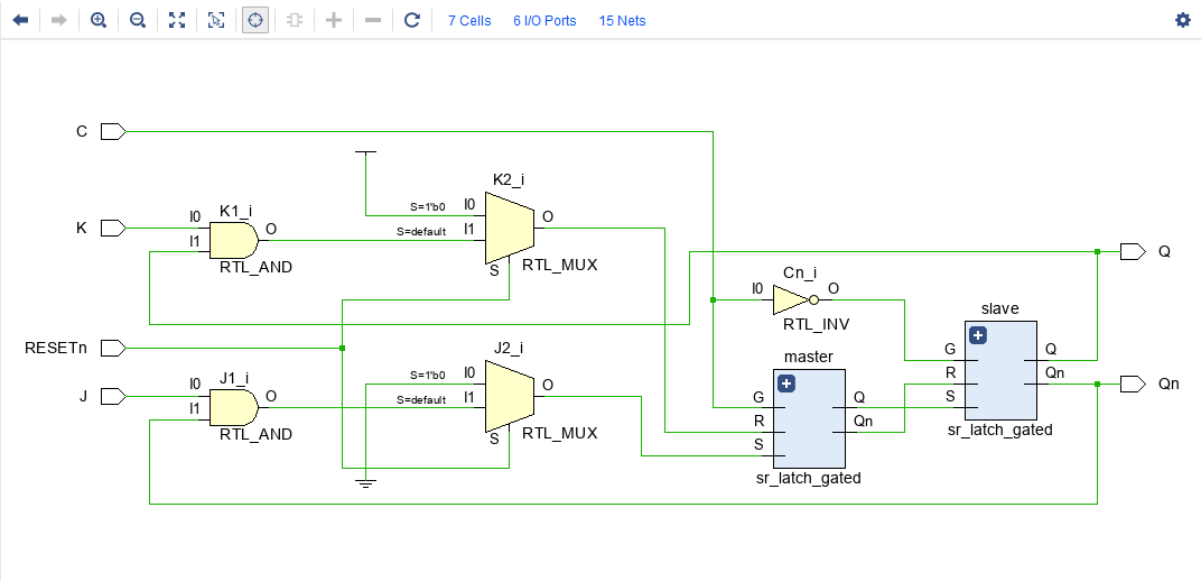 7 Cells 6 I/O Ports 15 Nets
C
K2_i
S=1'b0 I0 O
K1_i
K I0 O
S=default I1
I1
RTL_AND
S RTL_MUX
Q
Cn_i
I0 O
RTL_INV
slave
RESETn
J2_i
master
G Q
R Qn
S
sr_latch_gated
J1_i
J I0 O
S=1'b0 I0 O
S=default I1
I1
RTL_AND
S RTL_MUX
G Q
R Qn
S
sr_latch_gated
Qn